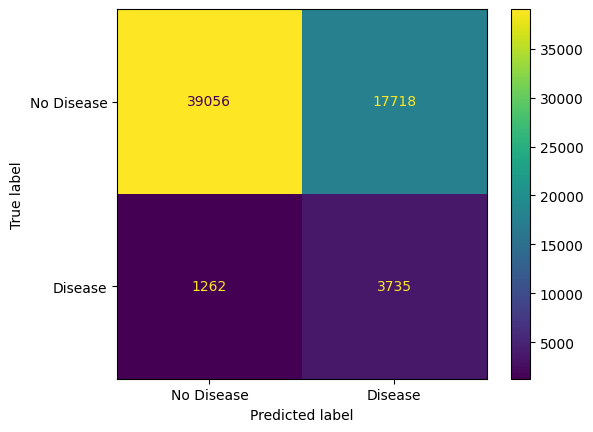 No Disease
Disease
True label
39056
17718
1262
3735
No Disease
Disease
Predicted label
35000
30000
25000
20000
15000
10000
5000